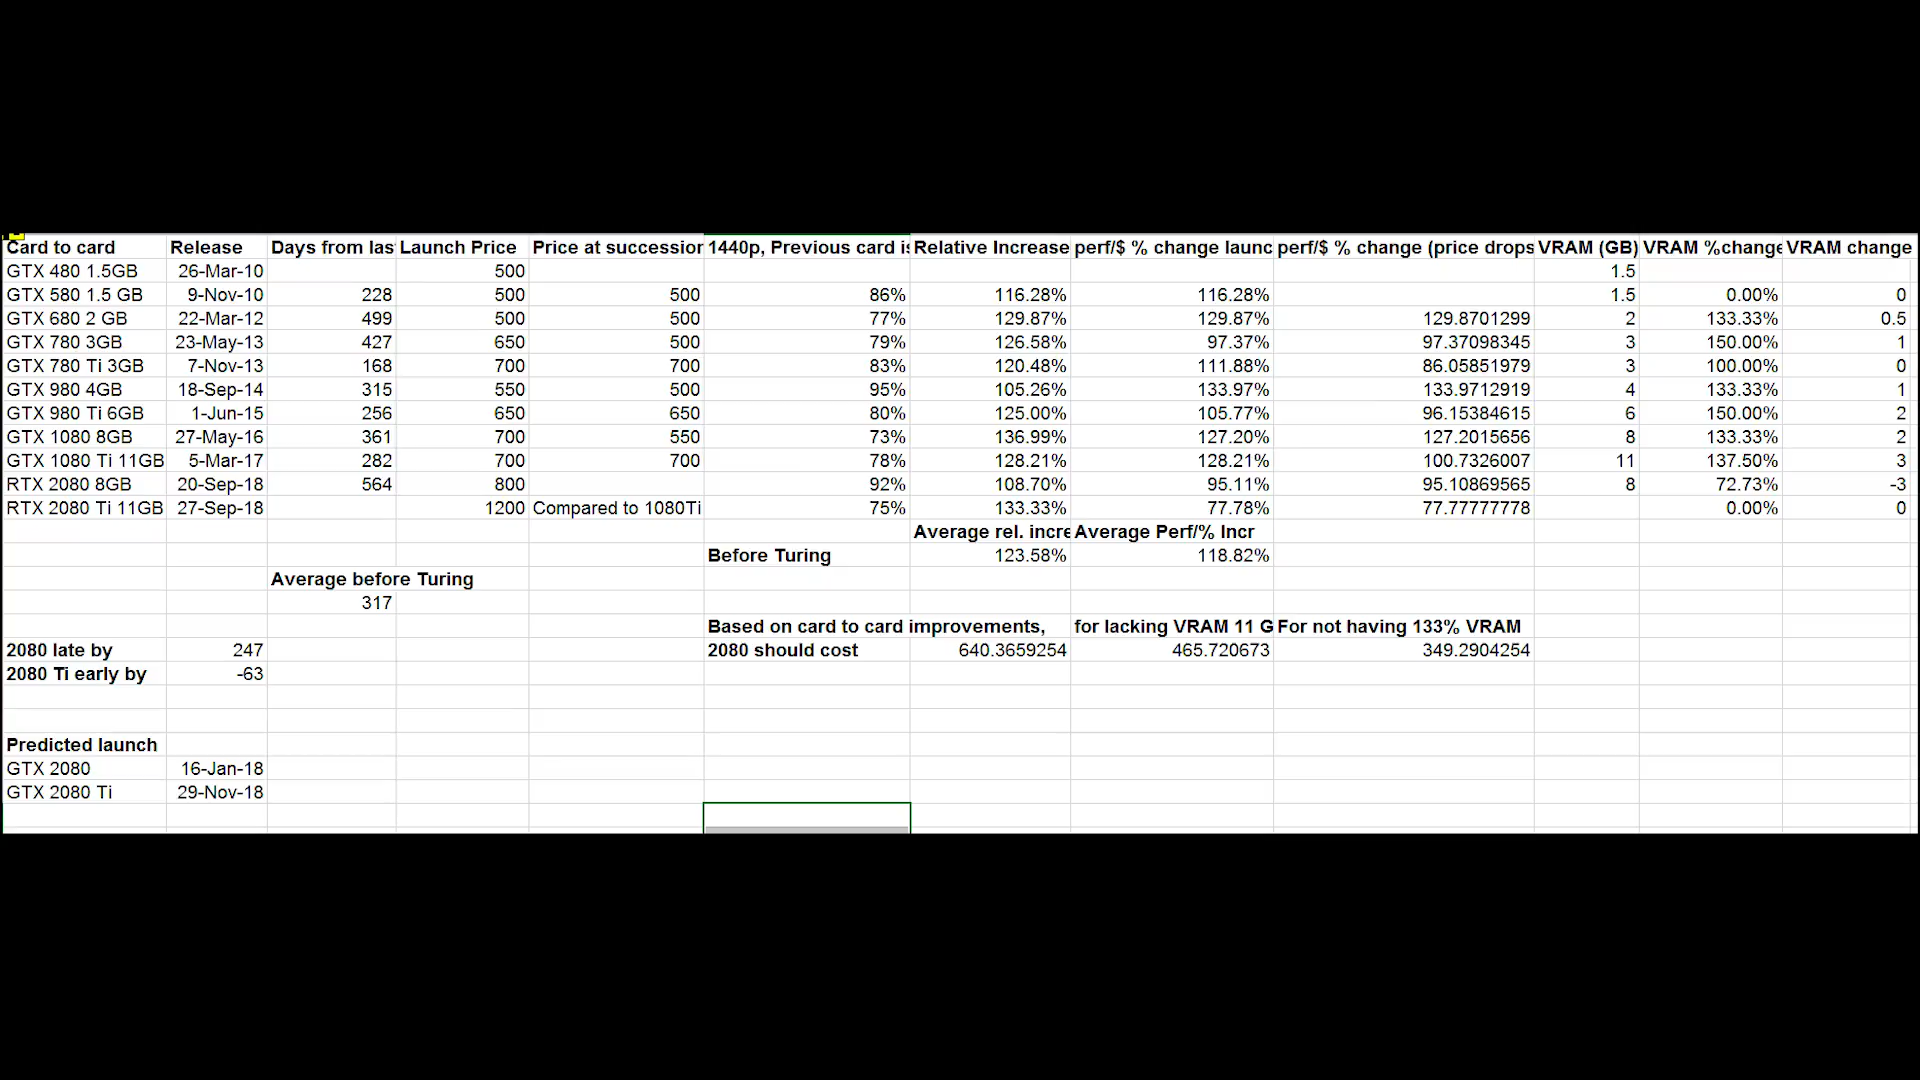 Card to card Release Days from las Launch Price Price at succession 1440p, Previous card is Relative Increase perf/$ % change launc perf/$ % change (price drops VRAM (GB) VRAM %change VRAM change
GTX 480 1.5GB 26-Mar-10 500 1.5
GTX 580 1.5 GB 9-Nov-10 228 500 500 86% 116.28% 116.28% 1.5 0.00% 0
GTX 680 2 GB 22-Mar-12 499 500 500 77% 129.87% 129.87% 129.8701299 2 133.33% 0.5
GTX 780 3GB 23-May-13 427 650 500 79% 126.58% 97.37% 97.37098345 3 150.00% 1
GTX 780 Ti 3GB 7-Nov-13 168 700 700 83% 120.48% 111.88% 86.05851979 3 100.00% 0
GTX 980 4GB 18-Sep-14 315 550 500 95% 105.26% 133.97% 133.9712919 4 133.33% 1
GTX 980 Ti 6GB 1-Jun-15 256 650 650 80% 125.00% 105.77% 96.15384615 6 150.00% 2
GTX 1080 8GB 27-May-16 361 700 550 73% 136.99% 127.20% 127.2015656 8 133.33% 2
GTX 1080 Ti 11GB 5-Mar-17 282 700 700 78% 128.21% 128.21% 100.7326007 11 137.50% 3
RTX 2080 8GB 20-Sep-18 564 800 92% 108.70% 95.11% 95.10869565 8 72.73% -3
RTX 2080 Ti 11GB 27-Sep-18 1200 Compared to 1080Ti 75% 133.33% 77.78% 77.77777778 0.00% 0
Average rel. incre Average Perf/% Incr
Before Turing 123.58% 118.82%
Average before Turing
317
Based on card to card improvements, for lacking VRAM 11 G For not having 133% VRAM
2080 late by 247 2080 should cost 640.3659254 465.720673 349.2904254
2080 Ti early by -63
Predicted launch
GTX 2080 16-Jan-18
GTX 2080 Ti 29-Nov-18